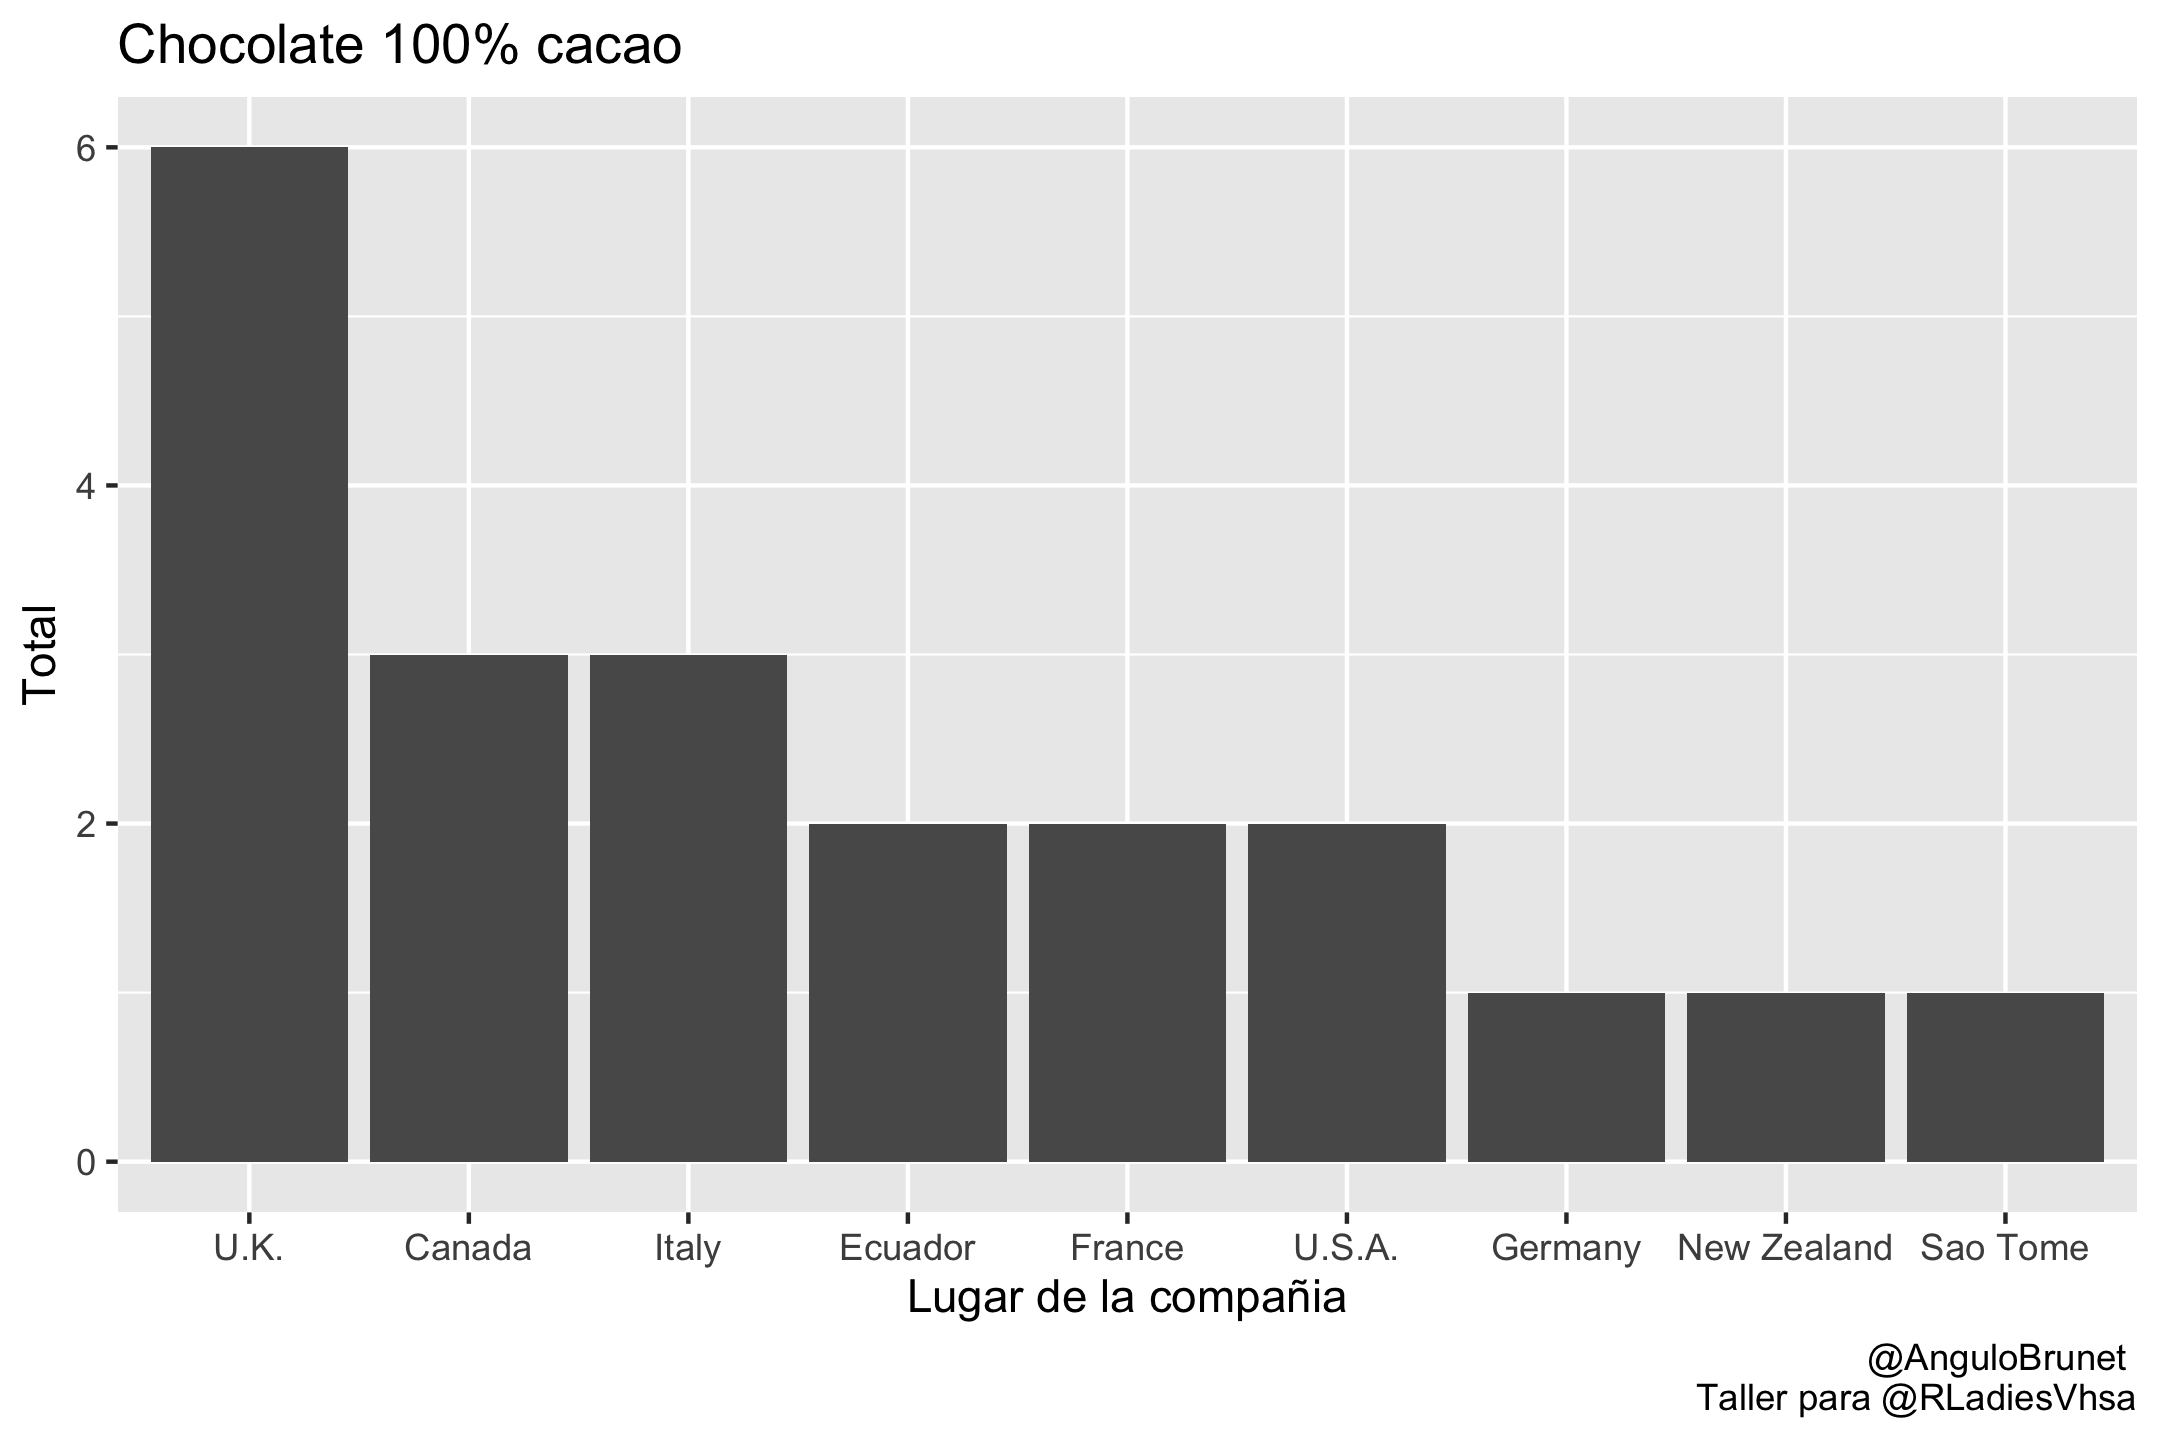 Chocolate 100% cacao
6
4
2
0
Total
U.K.
Canada
Italy
Ecuador
France
U.S.A.
Germany
New Zealand
Sao Tome
Lugar de la compañia
@AnguloBrunet
Taller para @RLadiesVhsa